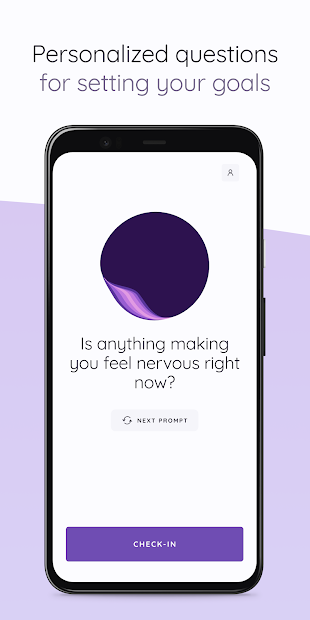 Personalized questions
for setting your goals
Is anything making
you feel nervous right
now?
NEXT PROMPT
CHECK-IN